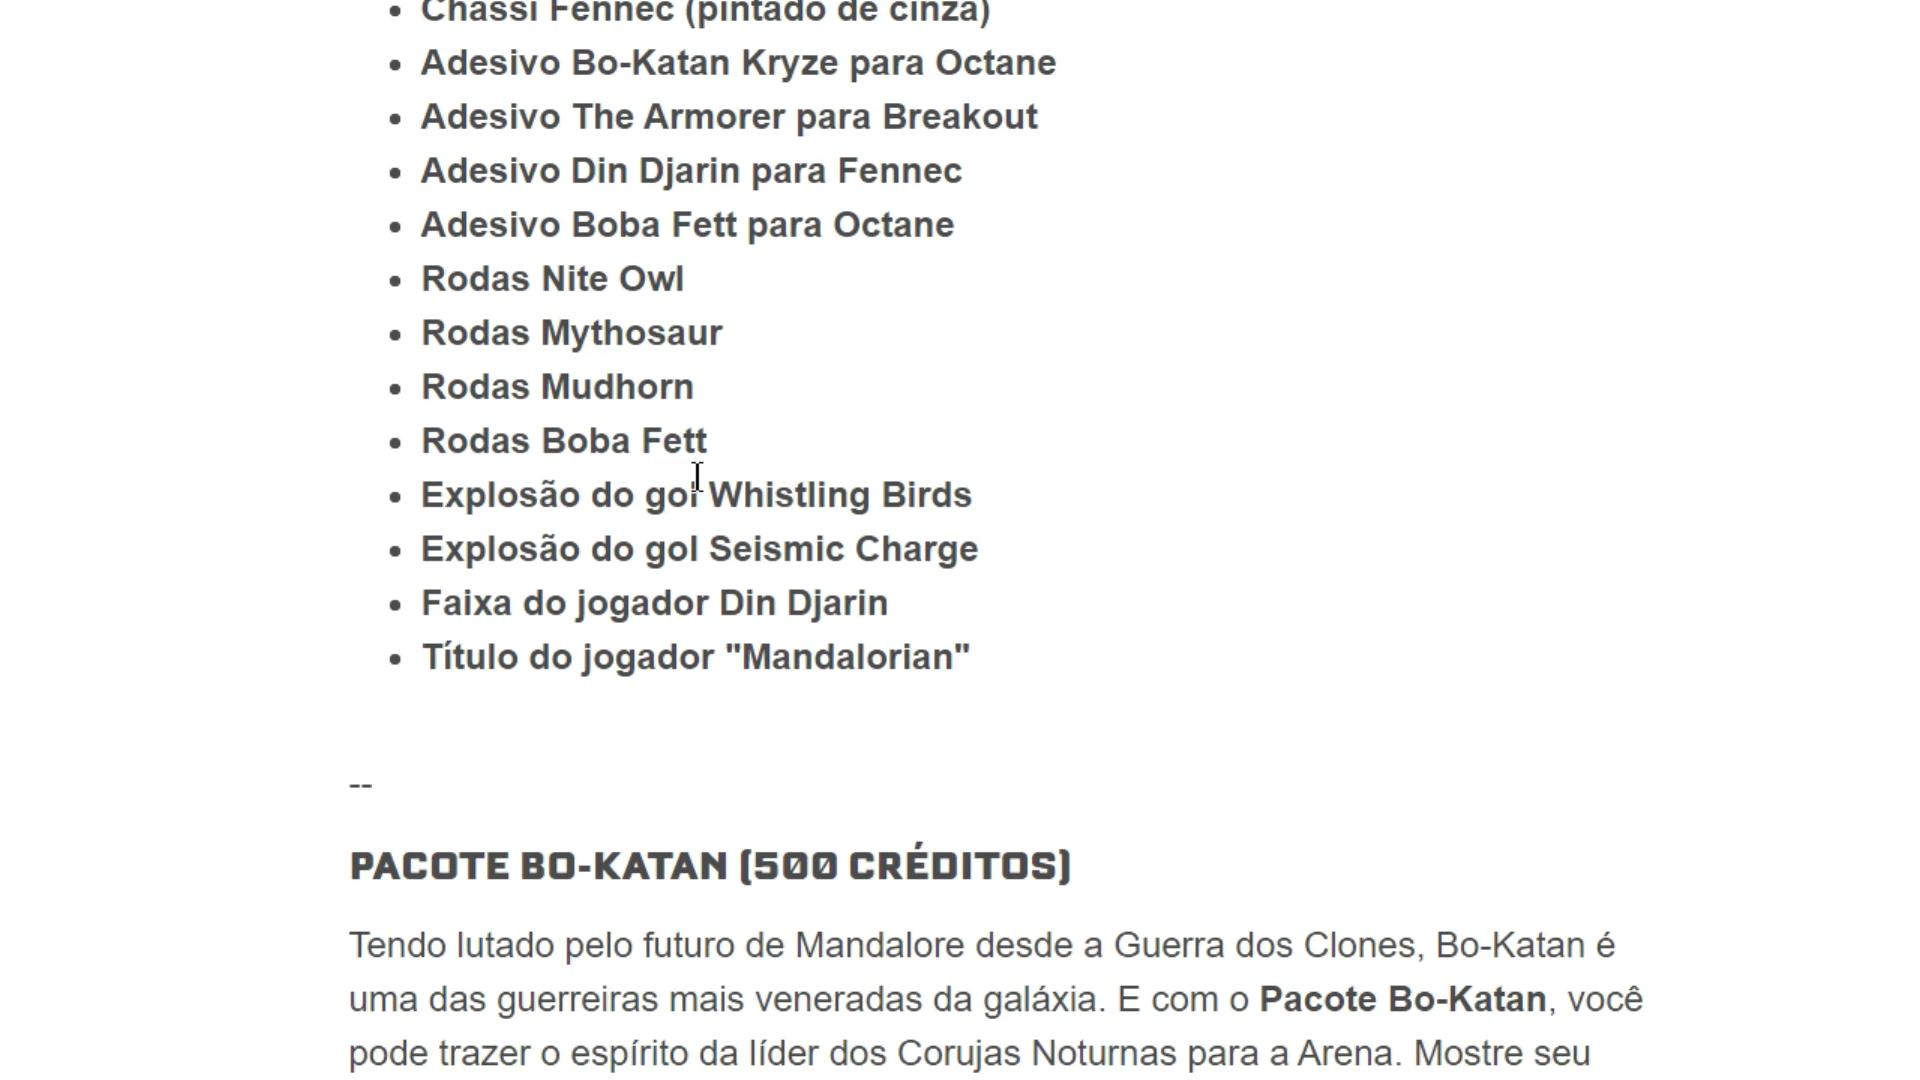 Chassi Fennec (pintado de cinza)
Adesivo Bo-Katan Kryze para Octane
Adesivo The Armorer para Breakout
Adesivo Din Djarin para Fennec
Adesivo Boba Fett para Octane
Rodas Nite Owl
Rodas Mythosaur
Rodas Mudhorn
Rodas Boba Fett
Explosão do gol Whistling Birds
Explosão do gol Seismic Charge
Faixa do jogador Din Djarin
Título do jogador "Mandalorian"
--
PACOTE BO-KATAN (500 CRÉDITOS)
Tendo lutado pelo futuro de Mandalore desde a Guerra dos Clones, Bo-Katan é
uma das guerreiras mais veneradas da galáxia. E com o Pacote Bo-Katan, você
pode trazer o espírito da líder dos Corujas Noturnas para a Arena. Mostre seu